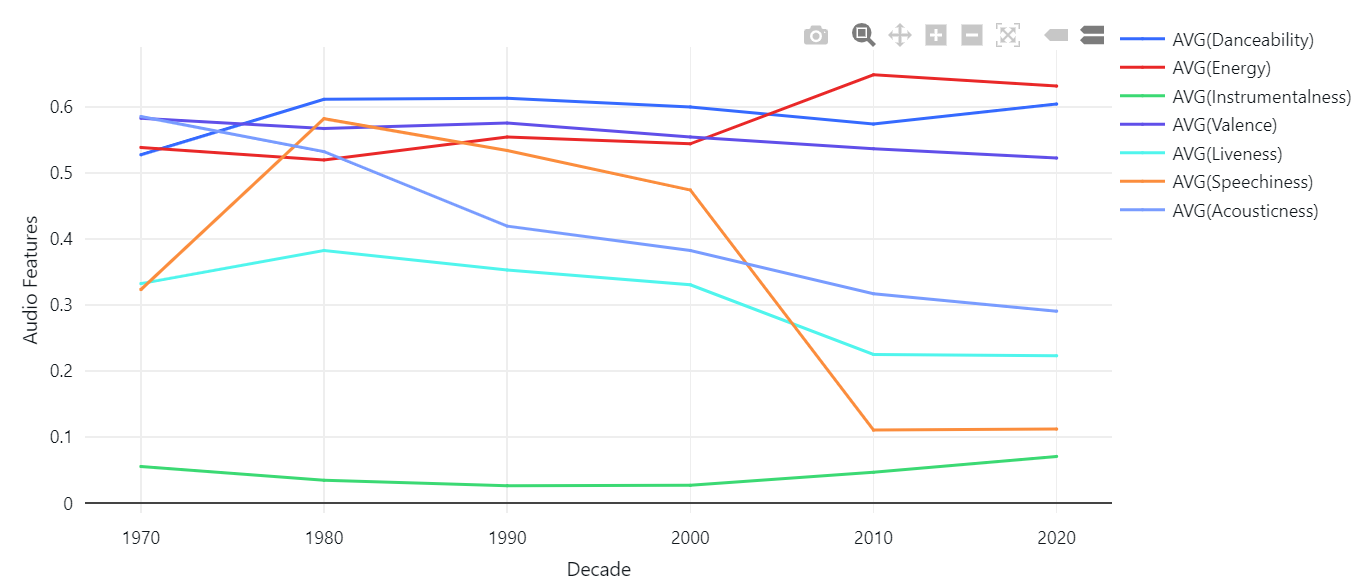 AVG(Danceability)
AVG(Energy)
AVG(Instrumentalness)
AVG(Valence)
AVG(Liveness)
AVG(Speechiness)
AVG(Acousticness)
Audio Features
0.6
0.5
0.4
0.3
0.2
0.1
0
1970 1980 1990 2000 2010 2020
Decade